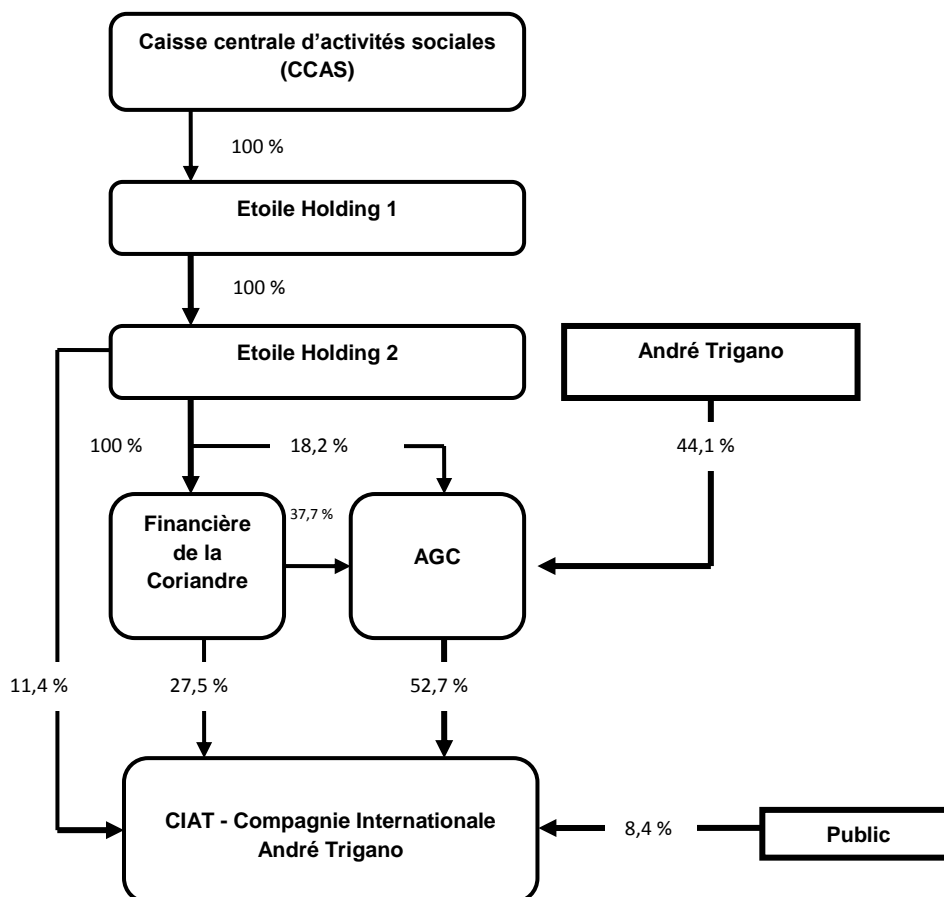 Caisse centrale d'activités sociales
(CCAS)
100 %
Etoile Holding 1
100 %
Etoile Holding 2
André Trigano
100 %
18,2 %
44,1 %
Financière
de la
Coriandre
37,7 %
AGC
11,4 %
27,5 %
52,7 %
CIAT - Compagnie Internationale
André Trigano
8,4 %
Public